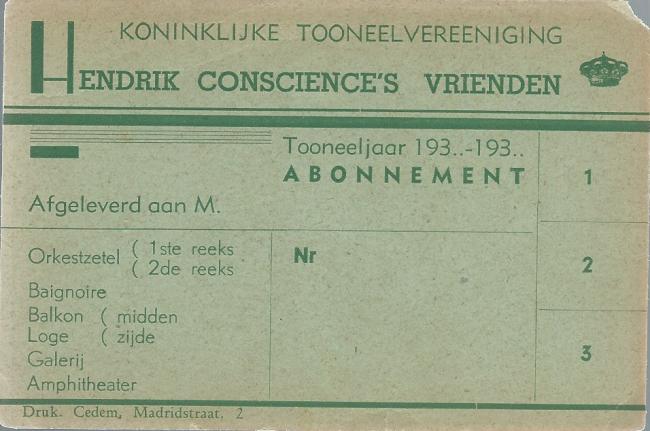 KONINKLIJKE TOONEELVEREENIGING
HENDRIK CONSCIENCE'S VRIENDEN
Tooneeljaar 193..-193..
ABONNEMENT
Afgeleverd aan M.
1
Orkestzetel ( 1ste reeks
( 2de reeks
Baignoire
Balkon ( midden
Loge ( zijde
Galerij
Amphitheater
Nr
2
3
Druk. Cedem, Madridstraat. 2